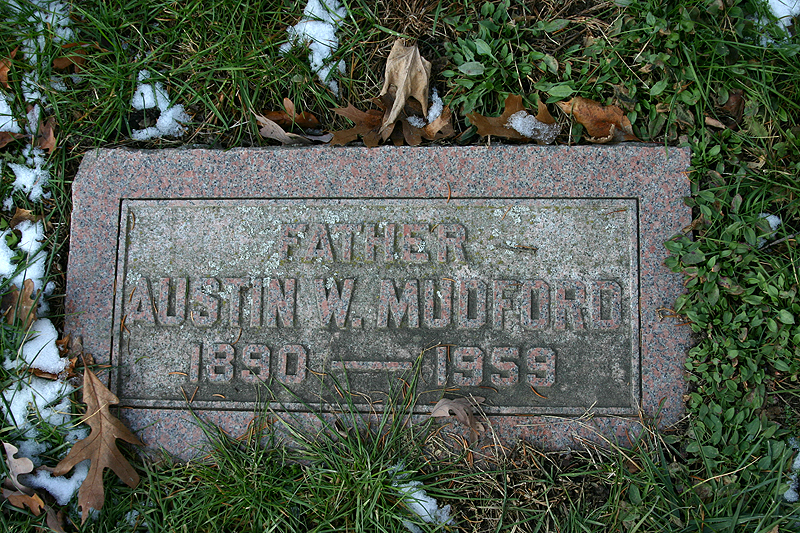 FATHER
AUSTIN W. MUDFORD
1890 — 1959